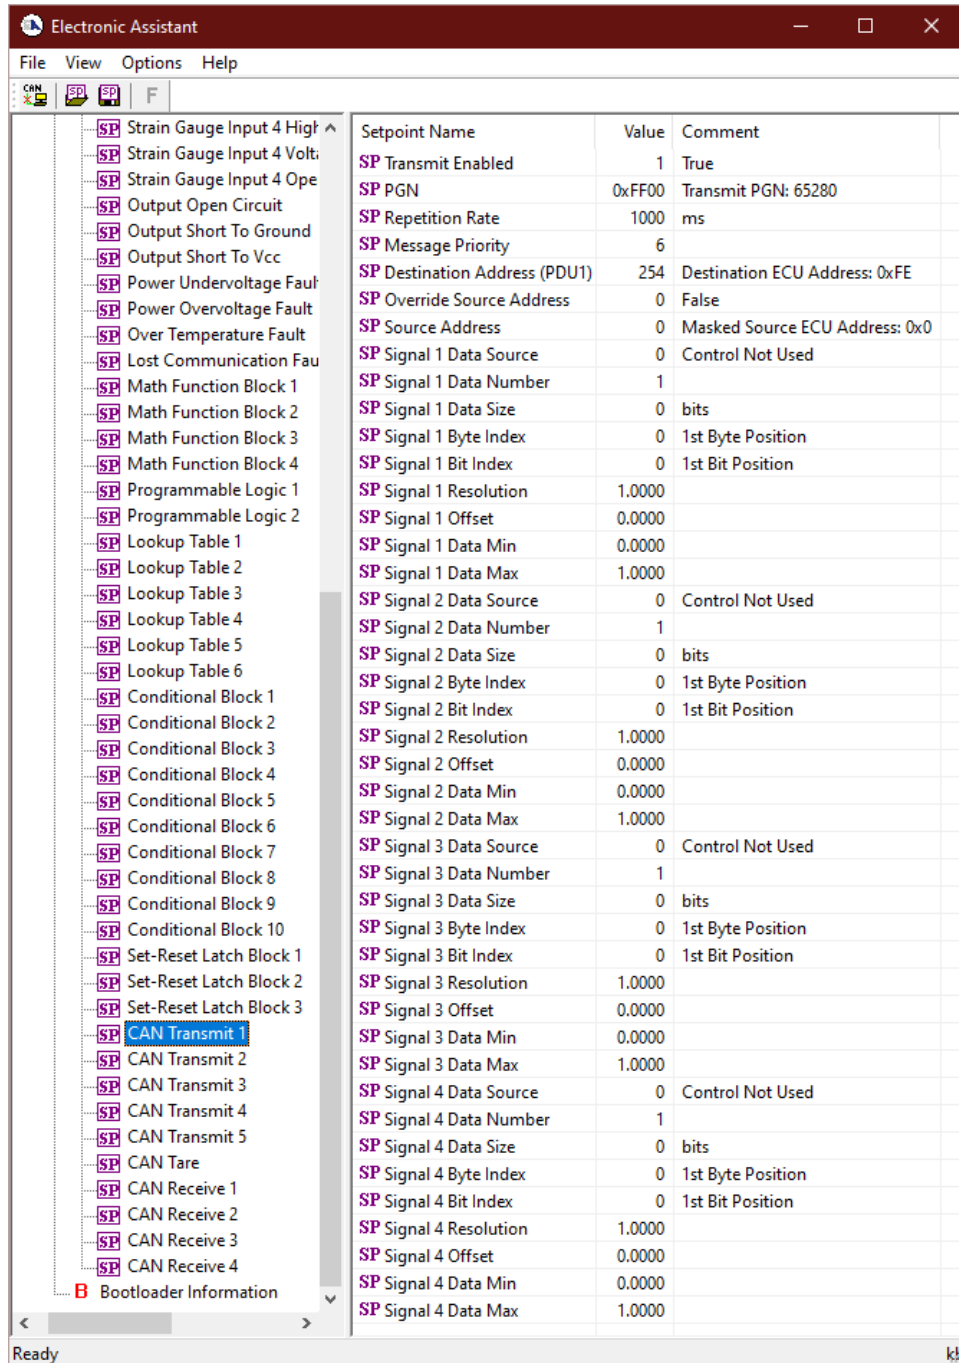 Electronic Assistant
File View Options Help
CAN SP SP F
SP Strain Gauge Input 4 High
SP Strain Gauge Input 4 Volt
SP Strain Gauge Input 4 Ope
SP Output Open Circuit
SP Output Short To Ground
SP Output Short To Vcc
SP Power Undervoltage Faul
SP Power Overvoltage Fault
SP Over Temperature Fault
SP Lost Communication Fau
SP Math Function Block 1
SP Math Function Block 2
SP Math Function Block 3
SP Math Function Block 4
SP Programmable Logic 1
SP Programmable Logic 2
SP Lookup Table 1
SP Lookup Table 2
SP Lookup Table 3
SP Lookup Table 4
SP Lookup Table 5
SP Lookup Table 6
SP Conditional Block 1
SP Conditional Block 2
SP Conditional Block 3
SP Conditional Block 4
SP Conditional Block 5
SP Conditional Block 6
SP Conditional Block 7
SP Conditional Block 8
SP Conditional Block 9
SP Conditional Block 10
SP Set-Reset Latch Block 1
SP Set-Reset Latch Block 2
SP Set-Reset Latch Block 3
SP CAN Transmit 1
SP CAN Transmit 2
SP CAN Transmit 3
SP CAN Transmit 4
SP CAN Transmit 5
SP CAN Tare
SP CAN Receive 1
SP CAN Receive 2
SP CAN Receive 3
SP CAN Receive 4
B Bootloader Information
Setpoint Name Value Comment
SP Transmit Enabled 1 True
SP PGN 0xFF00 Transmit PGN: 65280
SP Repetition Rate 1000 ms
SP Message Priority 6
SP Destination Address (PDU1) 254 Destination ECU Address: 0xFE
SP Override Source Address 0 False
SP Source Address 0 Masked Source ECU Address: 0x0
SP Signal 1 Data Source 0 Control Not Used
SP Signal 1 Data Number 1
SP Signal 1 Data Size 0 bits
SP Signal 1 Byte Index 0 1st Byte Position
SP Signal 1 Bit Index 0 1st Bit Position
SP Signal 1 Resolution 1.0000
SP Signal 1 Offset 0.0000
SP Signal 1 Data Min 0.0000
SP Signal 1 Data Max 1.0000
SP Signal 2 Data Source 0 Control Not Used
SP Signal 2 Data Number 1
SP Signal 2 Data Size 0 bits
SP Signal 2 Byte Index 0 1st Byte Position
SP Signal 2 Bit Index 0 1st Bit Position
SP Signal 2 Resolution 1.0000
SP Signal 2 Offset 0.0000
SP Signal 2 Data Min 0.0000
SP Signal 2 Data Max 1.0000
SP Signal 3 Data Source 0 Control Not Used
SP Signal 3 Data Number 1
SP Signal 3 Data Size 0 bits
SP Signal 3 Byte Index 0 1st Byte Position
SP Signal 3 Bit Index 0 1st Bit Position
SP Signal 3 Resolution 1.0000
SP Signal 3 Offset 0.0000
SP Signal 3 Data Min 0.0000
SP Signal 3 Data Max 1.0000
SP Signal 4 Data Source 0 Control Not Used
SP Signal 4 Data Number 1
SP Signal 4 Data Size 0 bits
SP Signal 4 Byte Index 0 1st Byte Position
SP Signal 4 Bit Index 0 1st Bit Position
SP Signal 4 Resolution 1.0000
SP Signal 4 Offset 0.0000
SP Signal 4 Data Min 0.0000
SP Signal 4 Data Max 1.0000
Ready